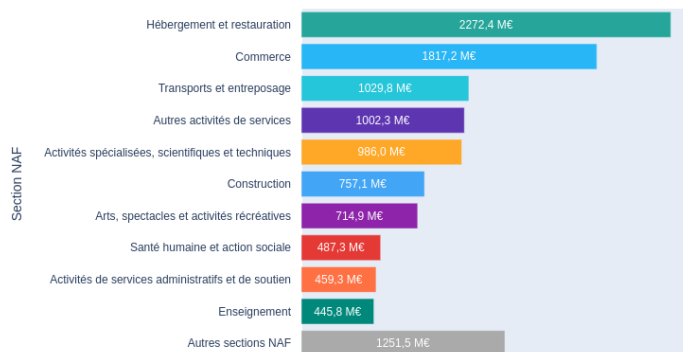 Section NAF
Hébergement et restauration 2272,4 M€
Commerce 1817,2 M€
Transports et entreposage 1029,8 M€
Autres activités de services 1002,3 M€
Activités spécialisées, scientifiques et techniques 986,0 M€
Construction 757,1 M€
Arts, spectacles et activités récréatives 714,9 M€
Santé humaine et action sociale 487,3 M€
Activités de services administratifs et de soutien 459,3 M€
Enseignement 445,8 M€
Autres sections NAF 1251,5 M€